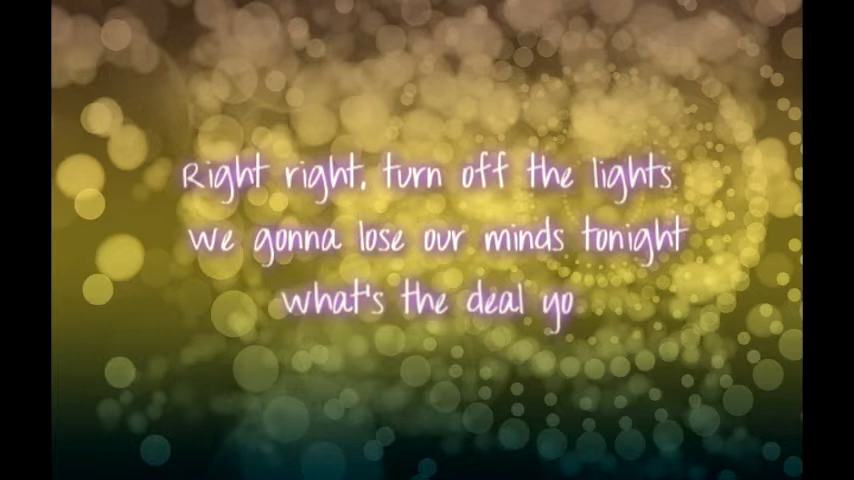 Right right, turn off the lights
we gonna lose our minds tonight
what's the deal yo